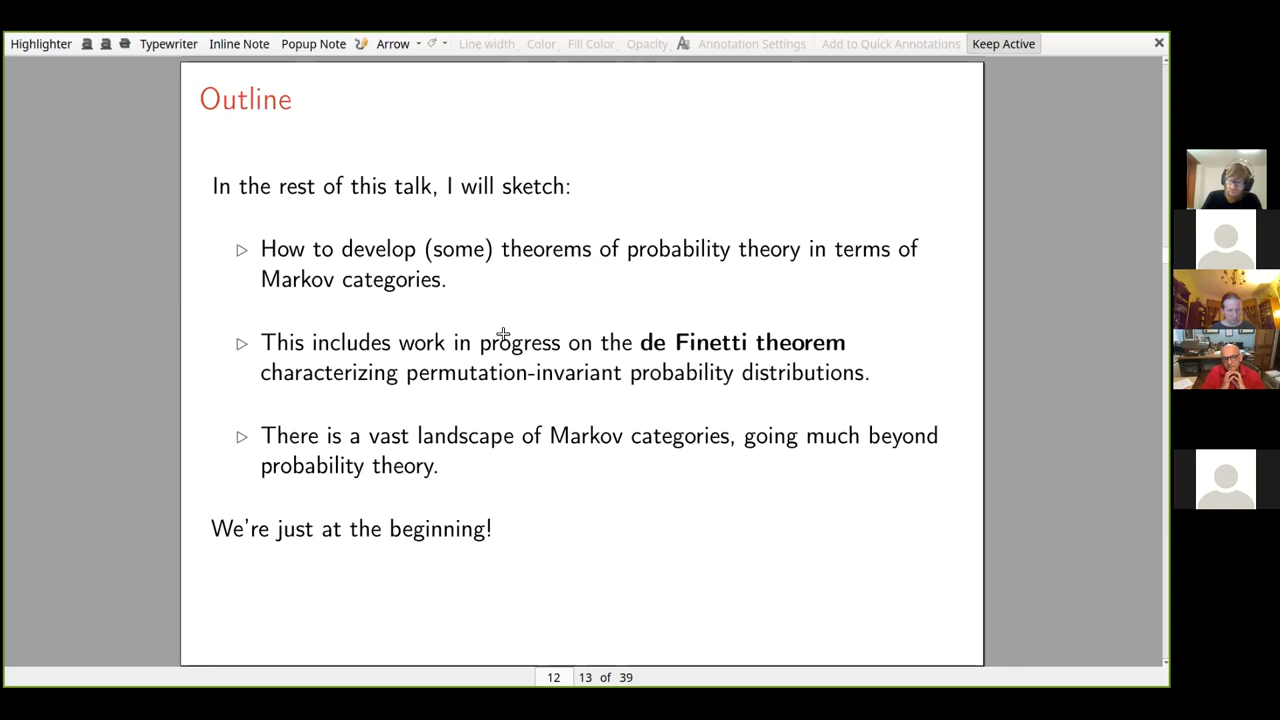 Highlighter Typewriter Inline Note Popup Note Arrow Line width Color Fill Color Opacity Annotation Settings Add to Quick Annotations Keep Active
Outline
In the rest of this talk, I will sketch:
▷ How to develop (some) theorems of probability theory in terms of
Markov categories.
▷ This includes work in progress on the de Finetti theorem
characterizing permutation-invariant probability distributions.
▷ There is a vast landscape of Markov categories, going much beyond
probability theory.
We're just at the beginning!
12 13 of 39